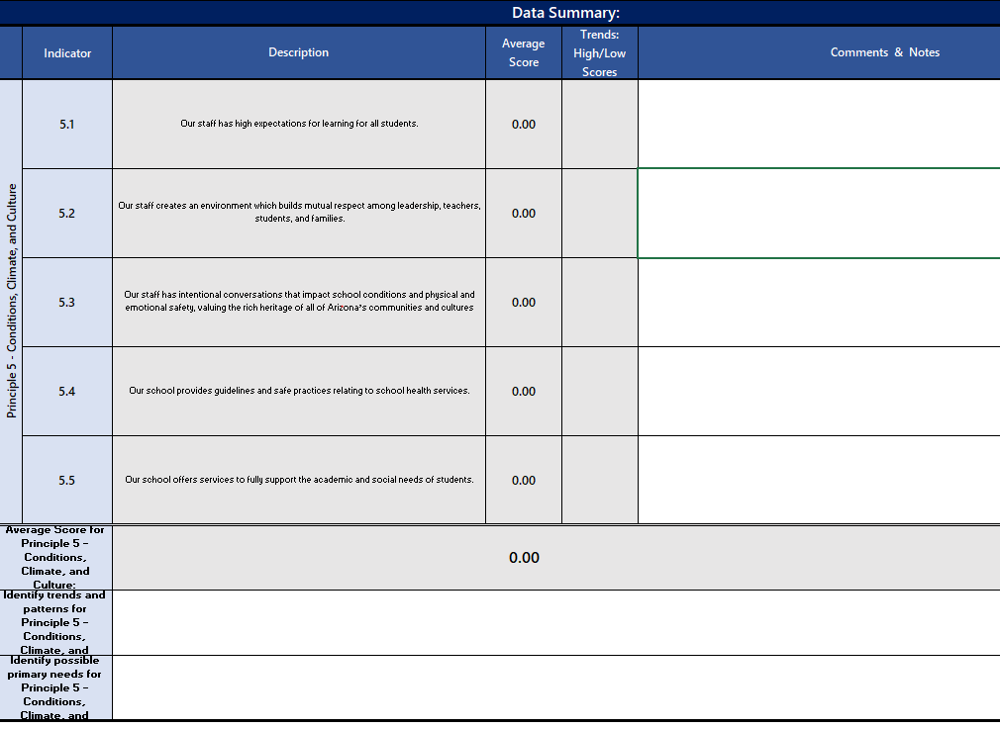 Data Summary:
Indicator
Description
Average
Score
Trends:
High/Low
Scores
Comments & Notes
Principle 5 - Conditions, Climate, and Culture
5.1
Our staff has high expectations for learning for all students.
0.00
5.2
Our staff creates an environment which builds mutual respect among leadership, teachers,
students, and families.
0.00
5.3
Our staff has intentional conversations that impact school conditions and physical and
emotional safety, valuing the rich heritage of all of Arizona's communities and cultures
0.00
5.4
Our school provides guidelines and safe practices relating to school health services.
0.00
5.5
Our school offers services to fully support the academic and social needs of students.
0.00
Average Score for
Principle 5 -
Conditions,
Climate, and
Culture:
0.00
Identify trends and
patterns for
Principle 5 -
Conditions,
Climate, and
Identify possible
primary needs for
Principle 5 -
Conditions,
Climate, and